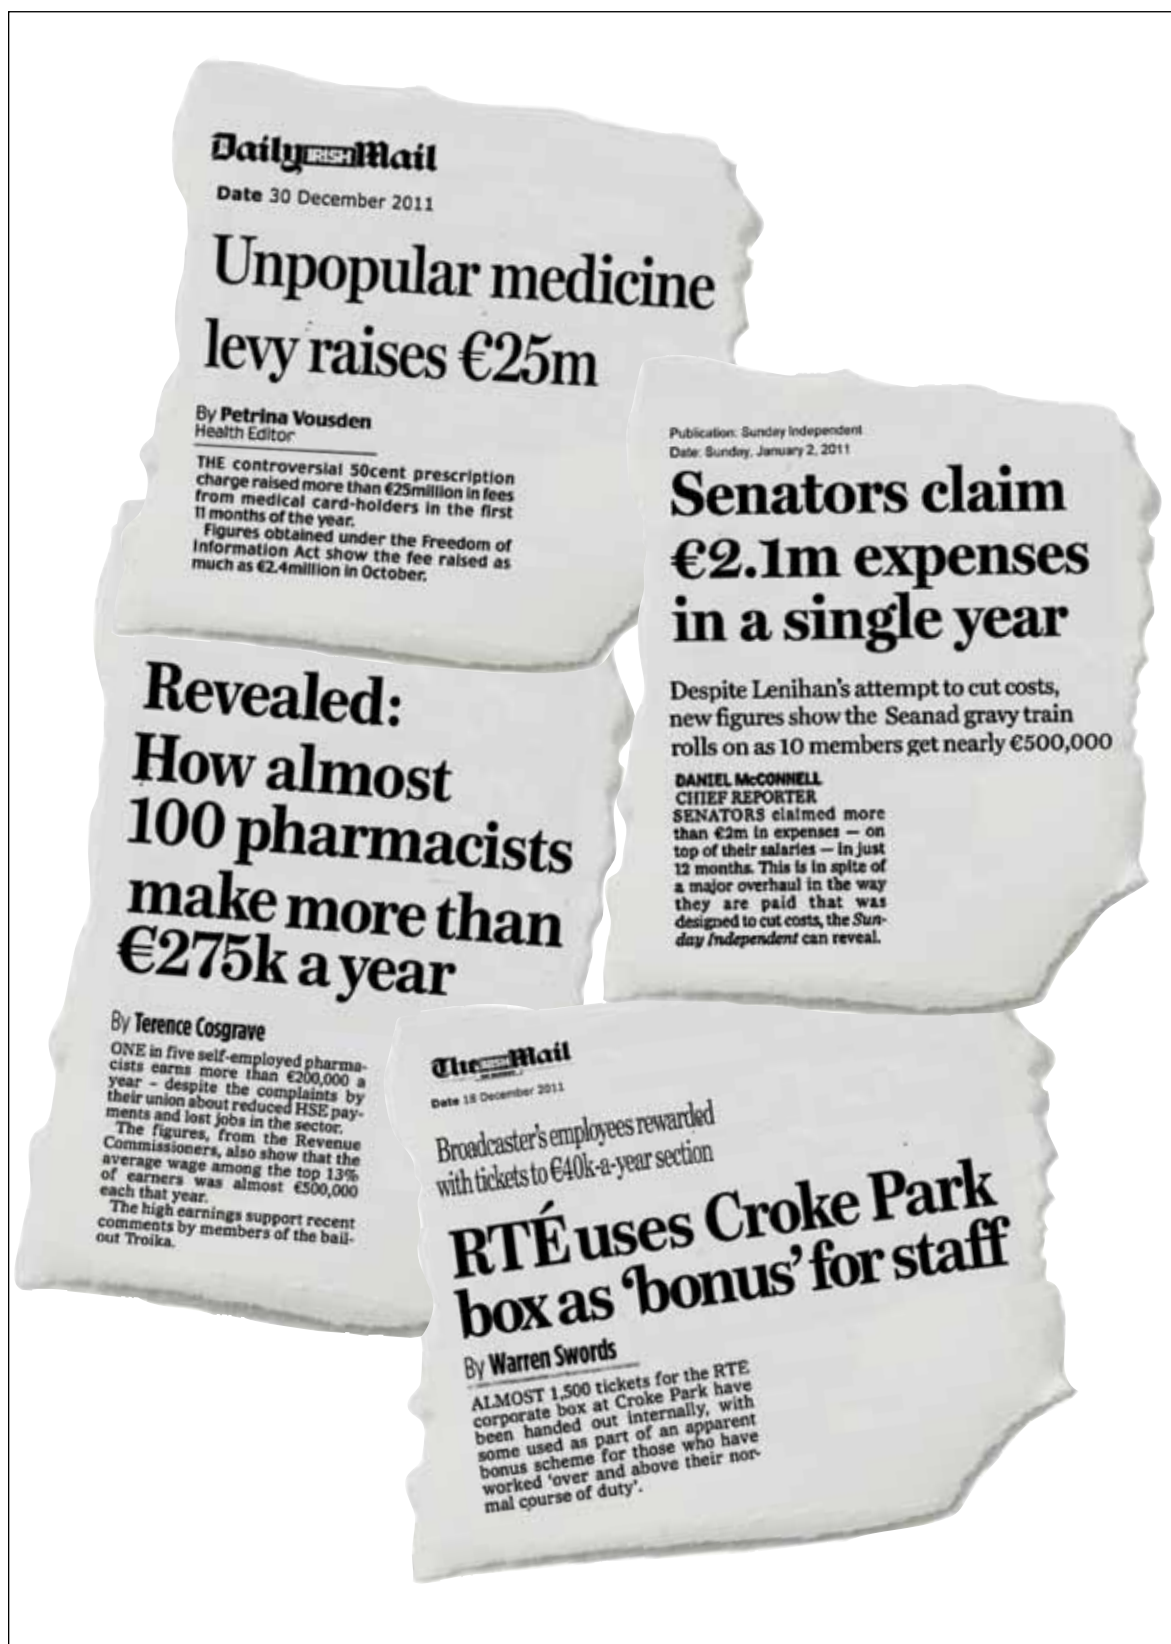 Daily IRISH Mail
Date 30 December 2011
Unpopular medicine
levy raises €25m
By Petrina Vousden
Health Editor
THE controversial 50cent prescription
charge raised more than €25million in fees
from medical card-holders in the first
11 months of the year.
Figures obtained under the Freedom of
Information Act show the fee raised as
much as €2.4million in October.
Publication: Sunday Independent
Date: Sunday, January 2, 2011
Senators claim
€2.1m expenses
in a single year
Despite Lenihan's attempt to cut costs,
new figures show the Seanad gravy train
rolls on as 10 members get nearly €500,000
DANIEL McCONNELL
CHIEF REPORTER
SENATORS claimed more
than €2m in expenses — on
top of their salaries — in just
12 months. This is in spite of
a major overhaul in the way
they are paid that was
designed to cut costs, the Sun-
day Independent can reveal.
Revealed:
How almost
100 pharmacists
make more than
€275k a year
By Terence Cosgrave
ONE in five self-employed pharma-
cists earns more than €200,000 a
year – despite the complaints by
their union about reduced HSE pay-
ments and lost jobs in the sector.
The figures, from the Revenue
Commissioners, also show that the
average wage among the top 13%
of earners was almost €500,000
each that year.
The high earnings support recent
comments by members of the bail-
out Troika.
The IRISH Mail
Date 18 December 2011
Broadcaster's employees rewarded
with tickets to €40k-a-year section
RTÉ uses Croke Park
box as 'bonus' for staff
By Warren Swords
ALMOST 1,500 tickets for the RTE
corporate box at Croke Park have
been handed out internally, with
some used as part of an apparent
bonus scheme for those who have
worked 'over and above their nor-
mal course of duty'.